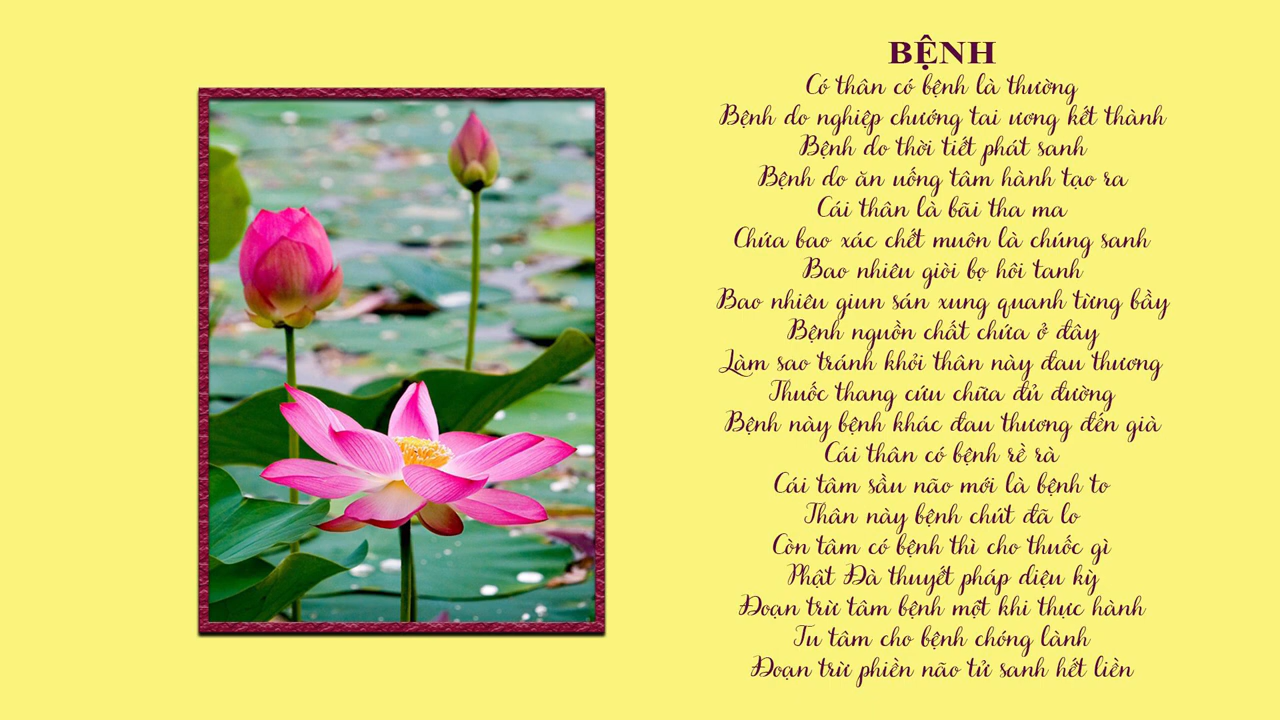 BỆNH
Có thân có bệnh là thường
Bệnh do nghiệp chướng tai ương kết thành
Bệnh do thời tiết phát sanh
Bệnh do ăn uống tâm hành tạo ra
Cái thân là bãi tha ma
Chứa bao xác chết muôn là chúng sanh
Bao nhiêu giòi bọ hôi tanh
Bao nhiêu giun sán xung quanh từng bầy
Bệnh nguồn chất chứa ở đây
Làm sao tránh khỏi thân này đau thương
Thuốc thang cứu chữa đủ đường
Bệnh này bệnh khác đau thương đến già
Cái thân có bệnh rề rà
Cái tâm sầu não mới là bệnh to
Thân này bệnh chút đã lo
Còn tâm có bệnh thì cho thuốc gì
Phật Đà thuyết pháp diệu kỳ
Đoạn trừ tâm bệnh một khi thực hành
Tu tâm cho bệnh chóng lành
Đoạn trừ phiền não tử sanh hết liền